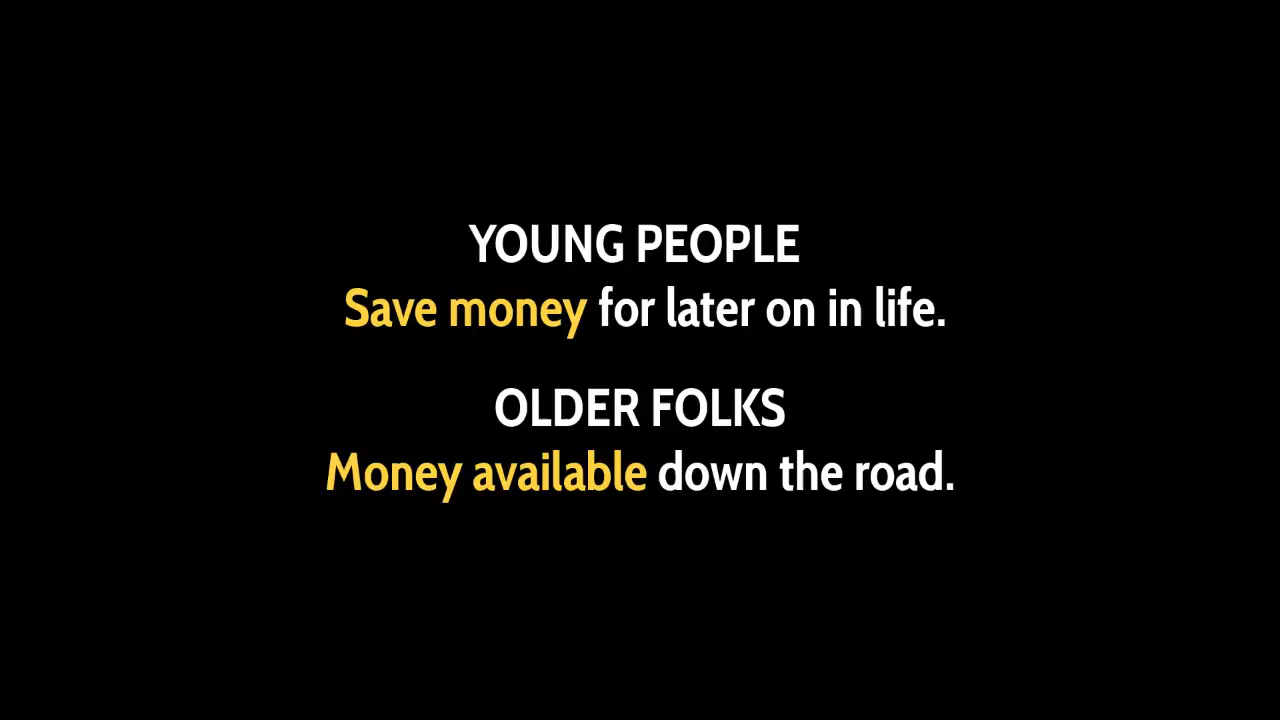 YOUNG PEOPLE
Save money for later on in life.
OLDER FOLKS
Money available down the road.